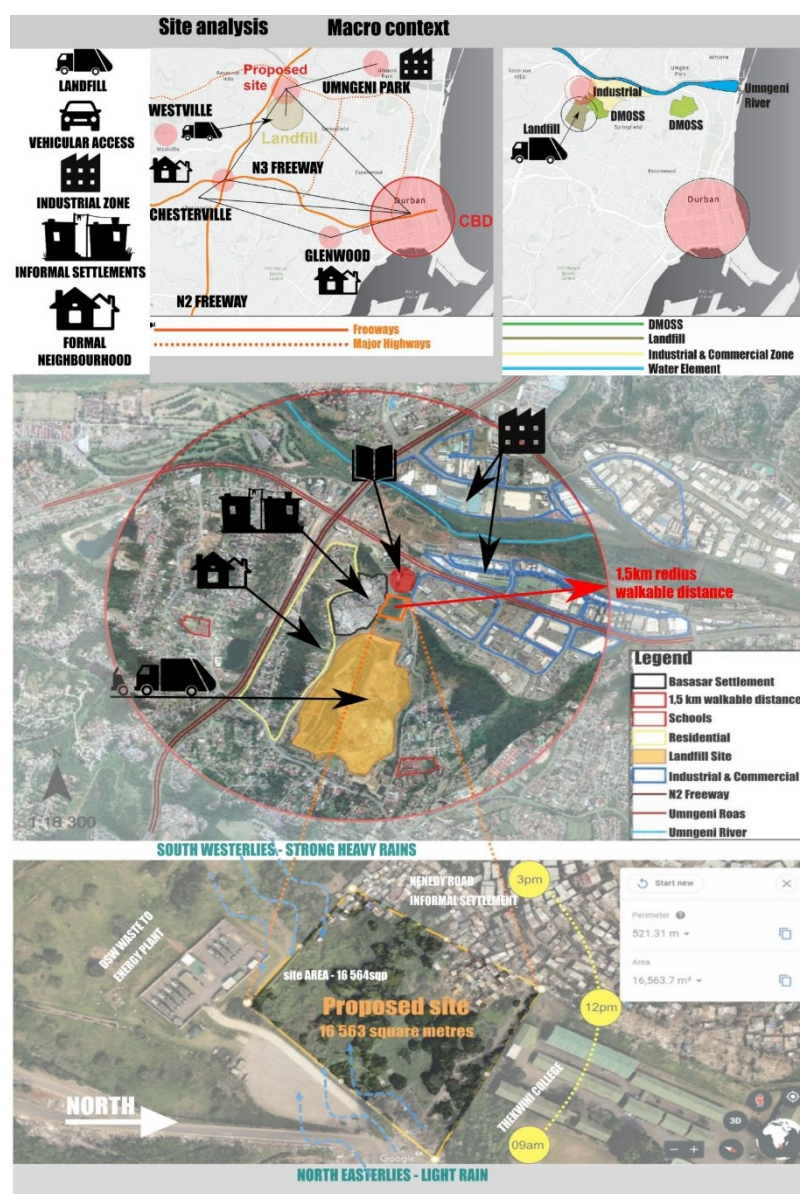 Site analysis
Macro context
LANDFILL
VEHICULAR ACCESS
INDUSTRIAL ZONE
INFORMAL SETTLEMENTS
FORMAL
NEIGHBOURHOOD
Proposed
site
UMNGENI PARK
WESTVILLE
Landfill
Springfield
Westville
N3 FREEWAY
CHESTERVILLE
Durban
CBD
GLENWOOD
N2 FREEWAY
Freeways
Major Highways
Umngeni
River
Industrial
DMOSS
DMOSS
Landfill
Springfield
Durban
DMOSS
Landfill
Industrial & Commercial Zone
Water Element
1,5km redius
walkable distance
Legend
Basasar Settlement
1,5 km walkable distance
Schools
Residential
Landfill Site
Industrial & Commercial
N2 Freeway
Umngeni Roas
Umngeni River
N
1:18 300
SOUTH WESTERLIES - STRONG HEAVY RAINS
KENEDY ROAD
INFORMAL SETTLEMENT
3pm
Start new
Perimeter
521.31 m
Area
16,563.7 m²
DSW WASTE TO
ENERGY PLANT
site AREA - 16 564sqp
Proposed site
16 563 square metres
12pm
THEKWINI COLLEGE
NORTH
09am
3D
Google
NORTH EASTERLIES - LIGHT RAIN